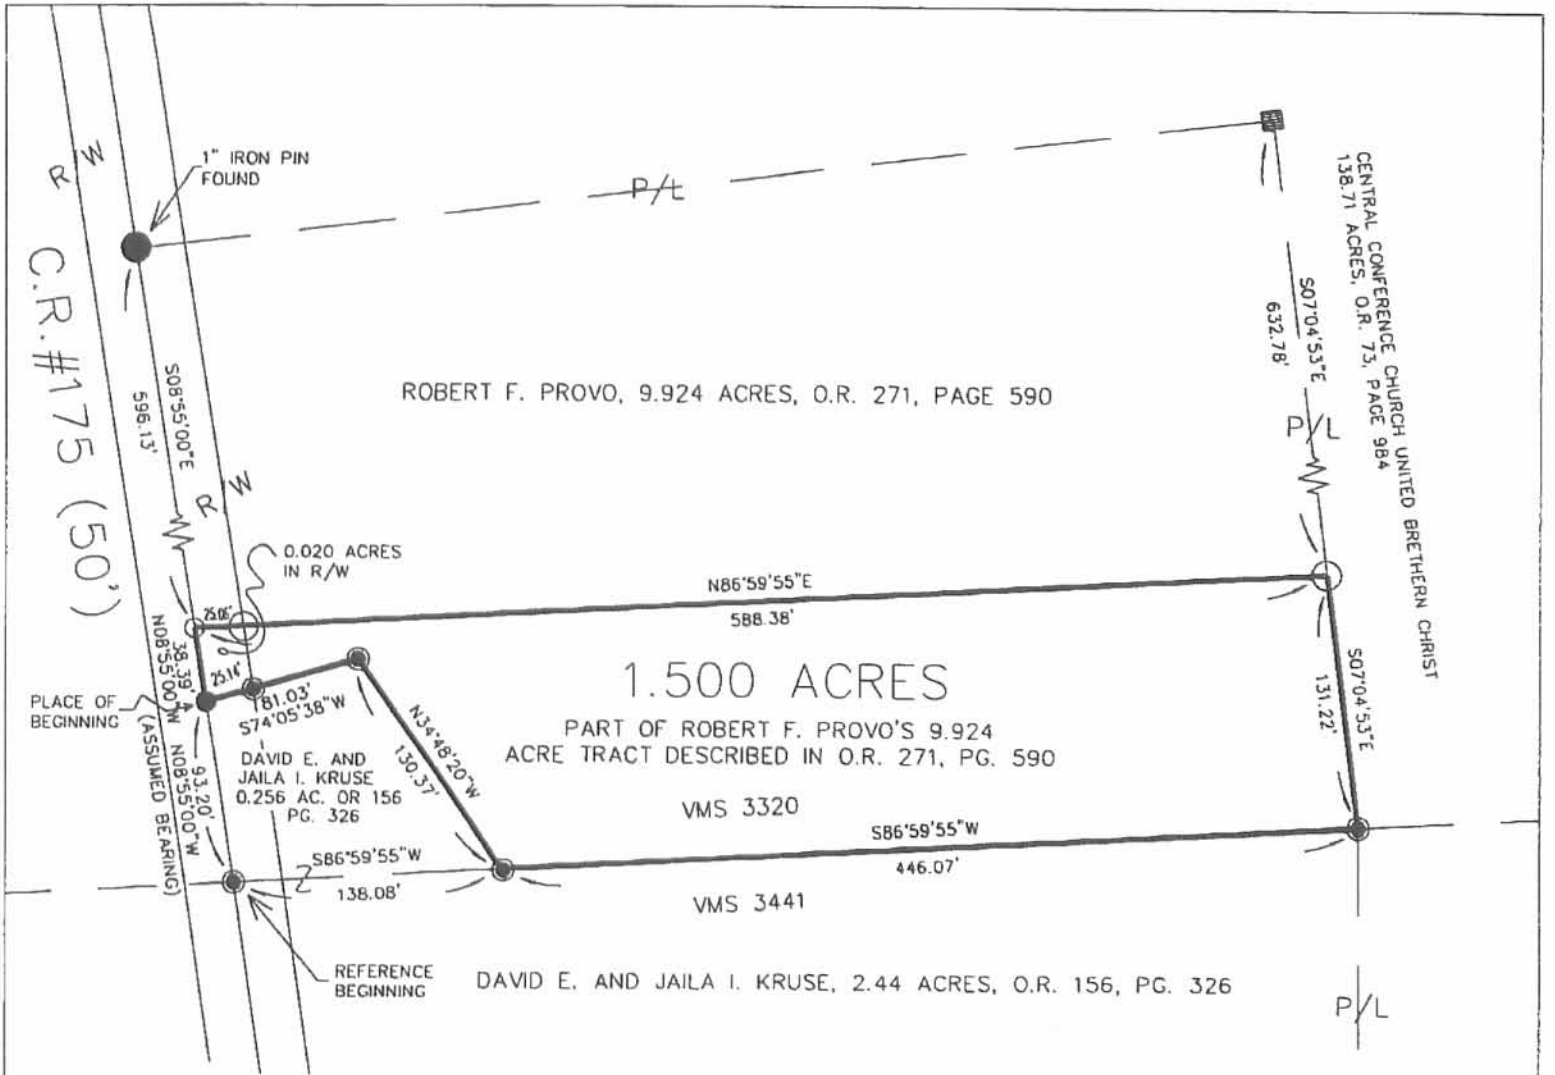 R/W
1" IRON PIN
FOUND
P/L
CENTRAL CONFERENCE CHURCH UNITED BRETHERN CHRIST
138.71 ACRES, O.R. 73, PAGE 984
C.R.#175 (50')
S08°55'00"E
596.13'
S07°04'53"E
632.78'
P/L
ROBERT F. PROVO, 9.924 ACRES, O.R. 271, PAGE 590
R/W
0.020 ACRES
IN R/W
N86°59'55"E
588.38'
25.06'
38.39'
N08°55'00"W
25.14'
PLACE OF
BEGINNING
81.03'
S74°05'38"W
N34°48'20"W
130.37'
1.500 ACRES
PART OF ROBERT F. PROVO'S 9.924
ACRE TRACT DESCRIBED IN O.R. 271, PG. 590
S07°04'53"E
131.22'
DAVID E. AND
JAILA I. KRUSE
0.256 AC. OR 156
PG. 326
93.20'
N08°55'00"W
(ASSUMED BEARING)
VMS 3320
S86°59'55"W
446.07'
S86°59'55"W
138.08'
VMS 3441
REFERENCE
BEGINNING
DAVID E. AND JAILA I. KRUSE, 2.44 ACRES, O.R. 156, PG. 326
P/L